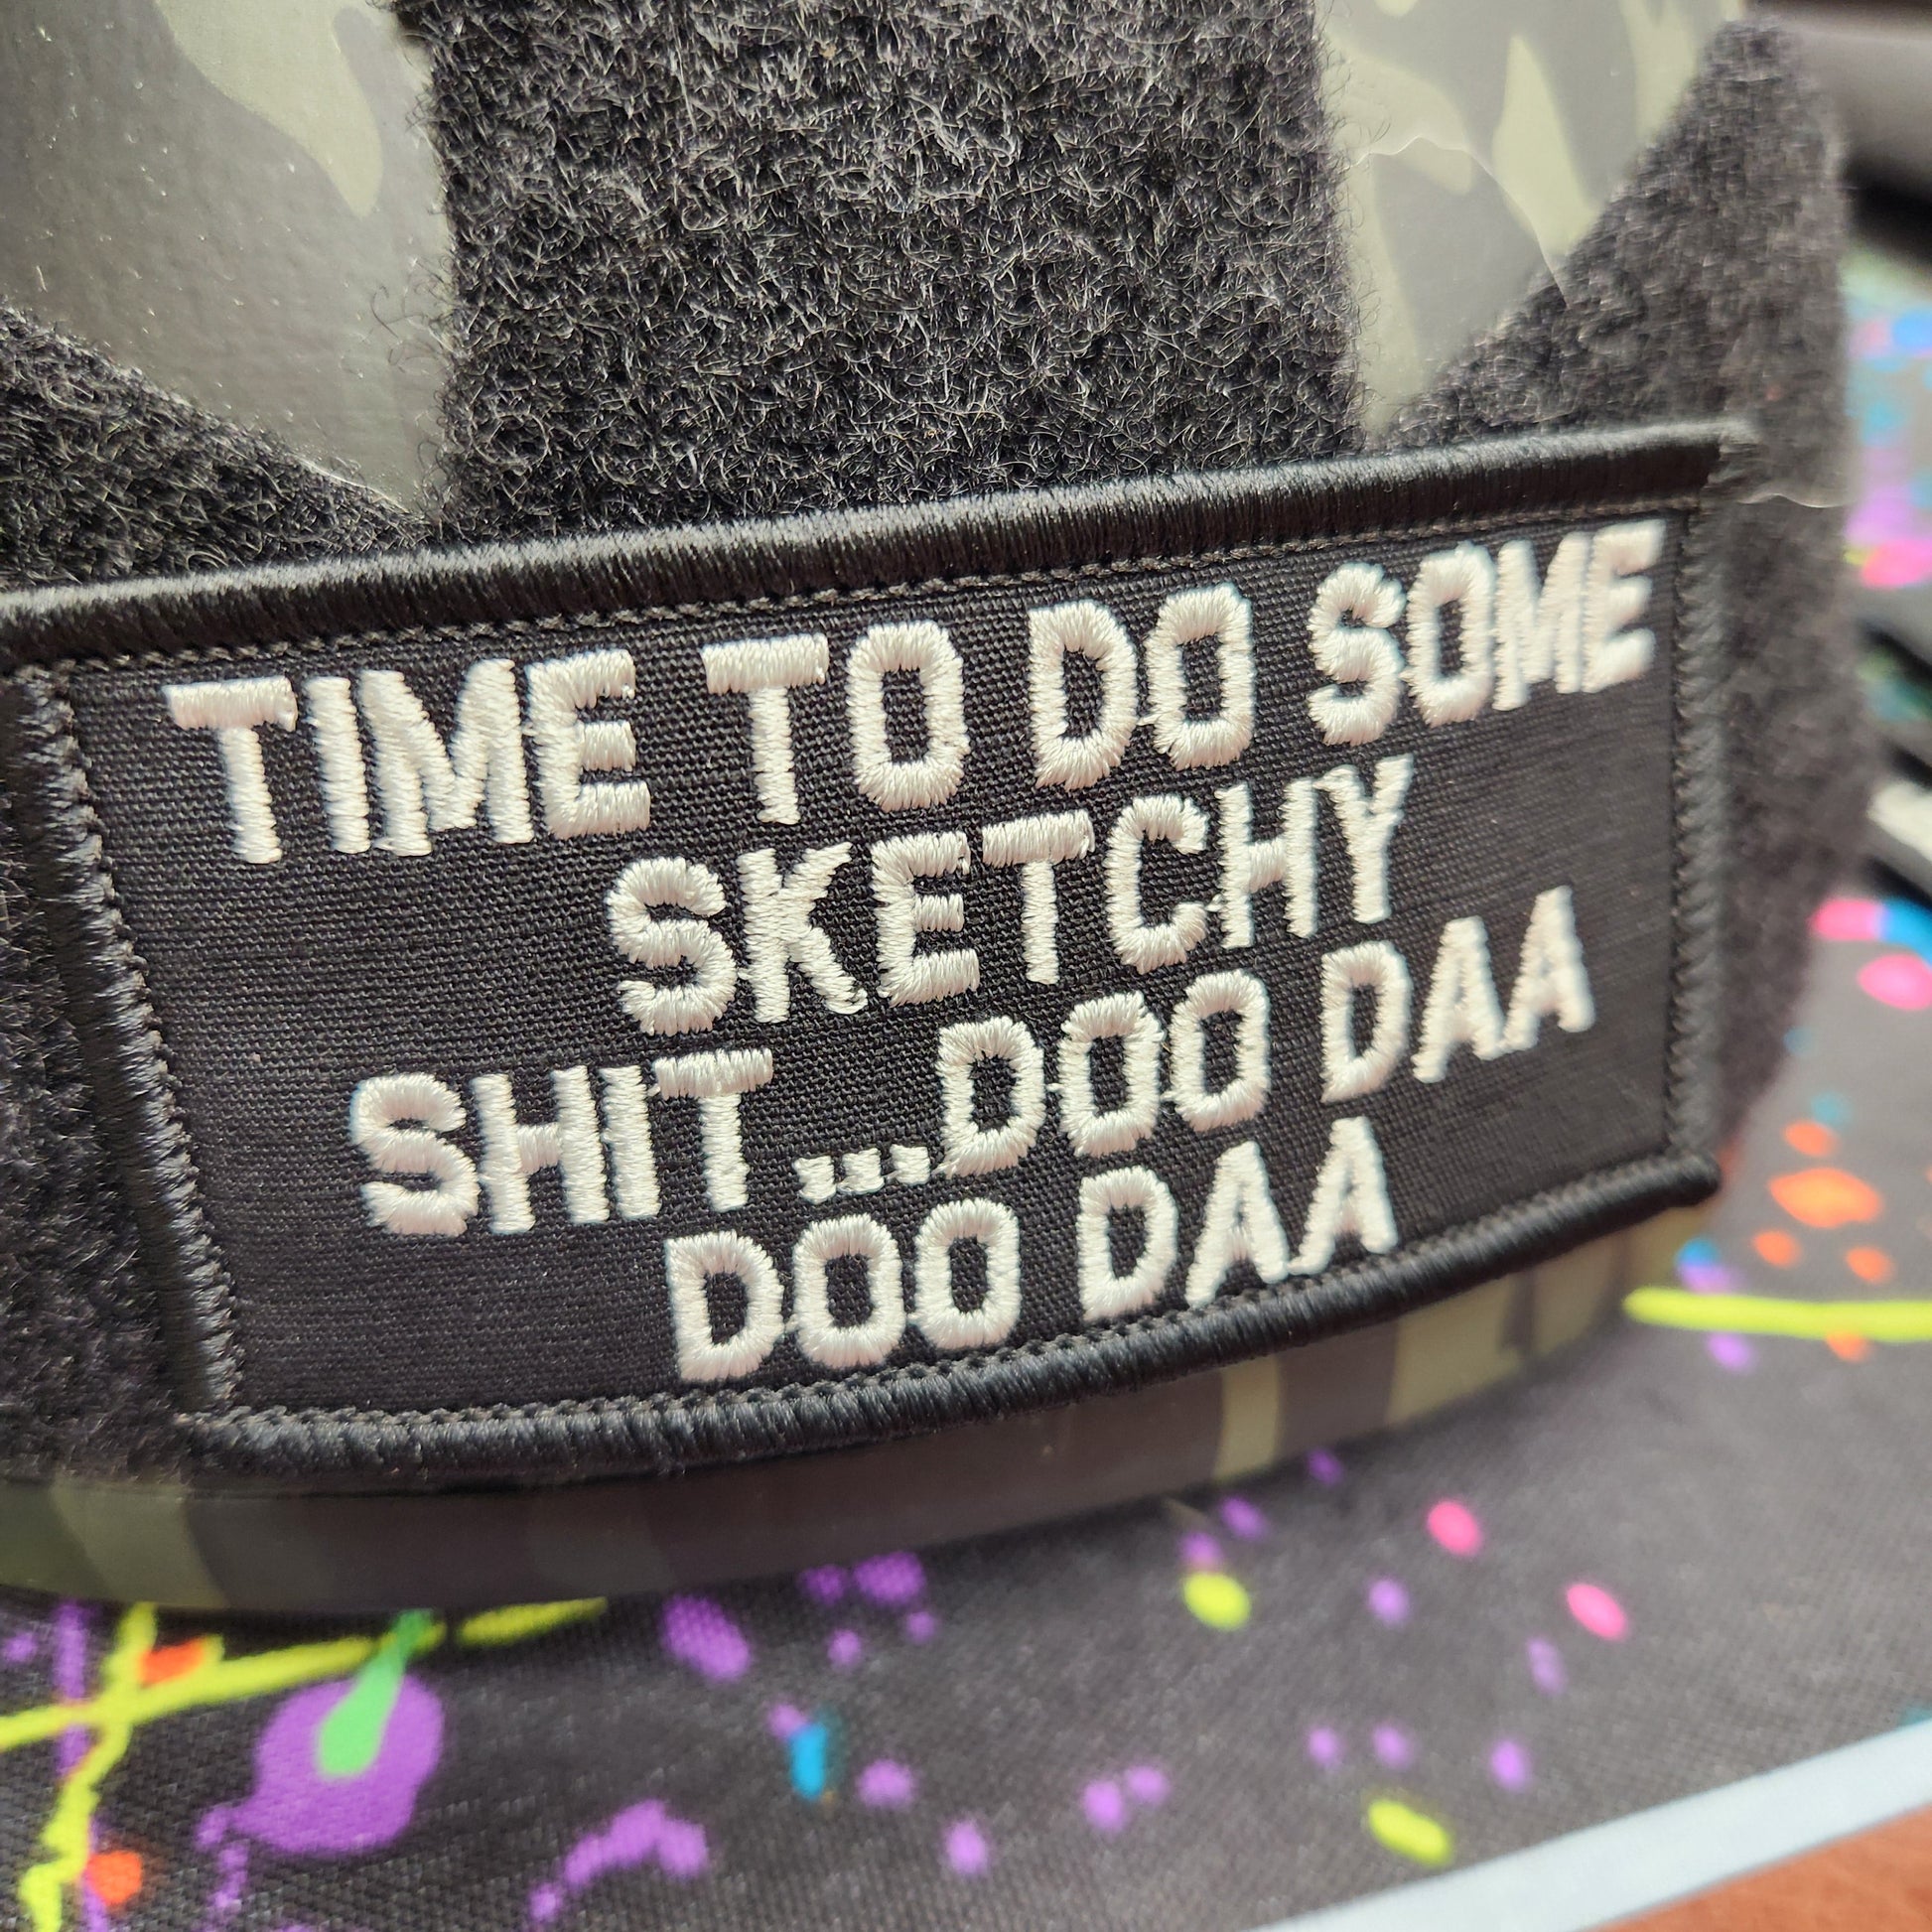 TIME TO DO SOME
SKETCHY
SHIT...DOO DAA
DOO DAA